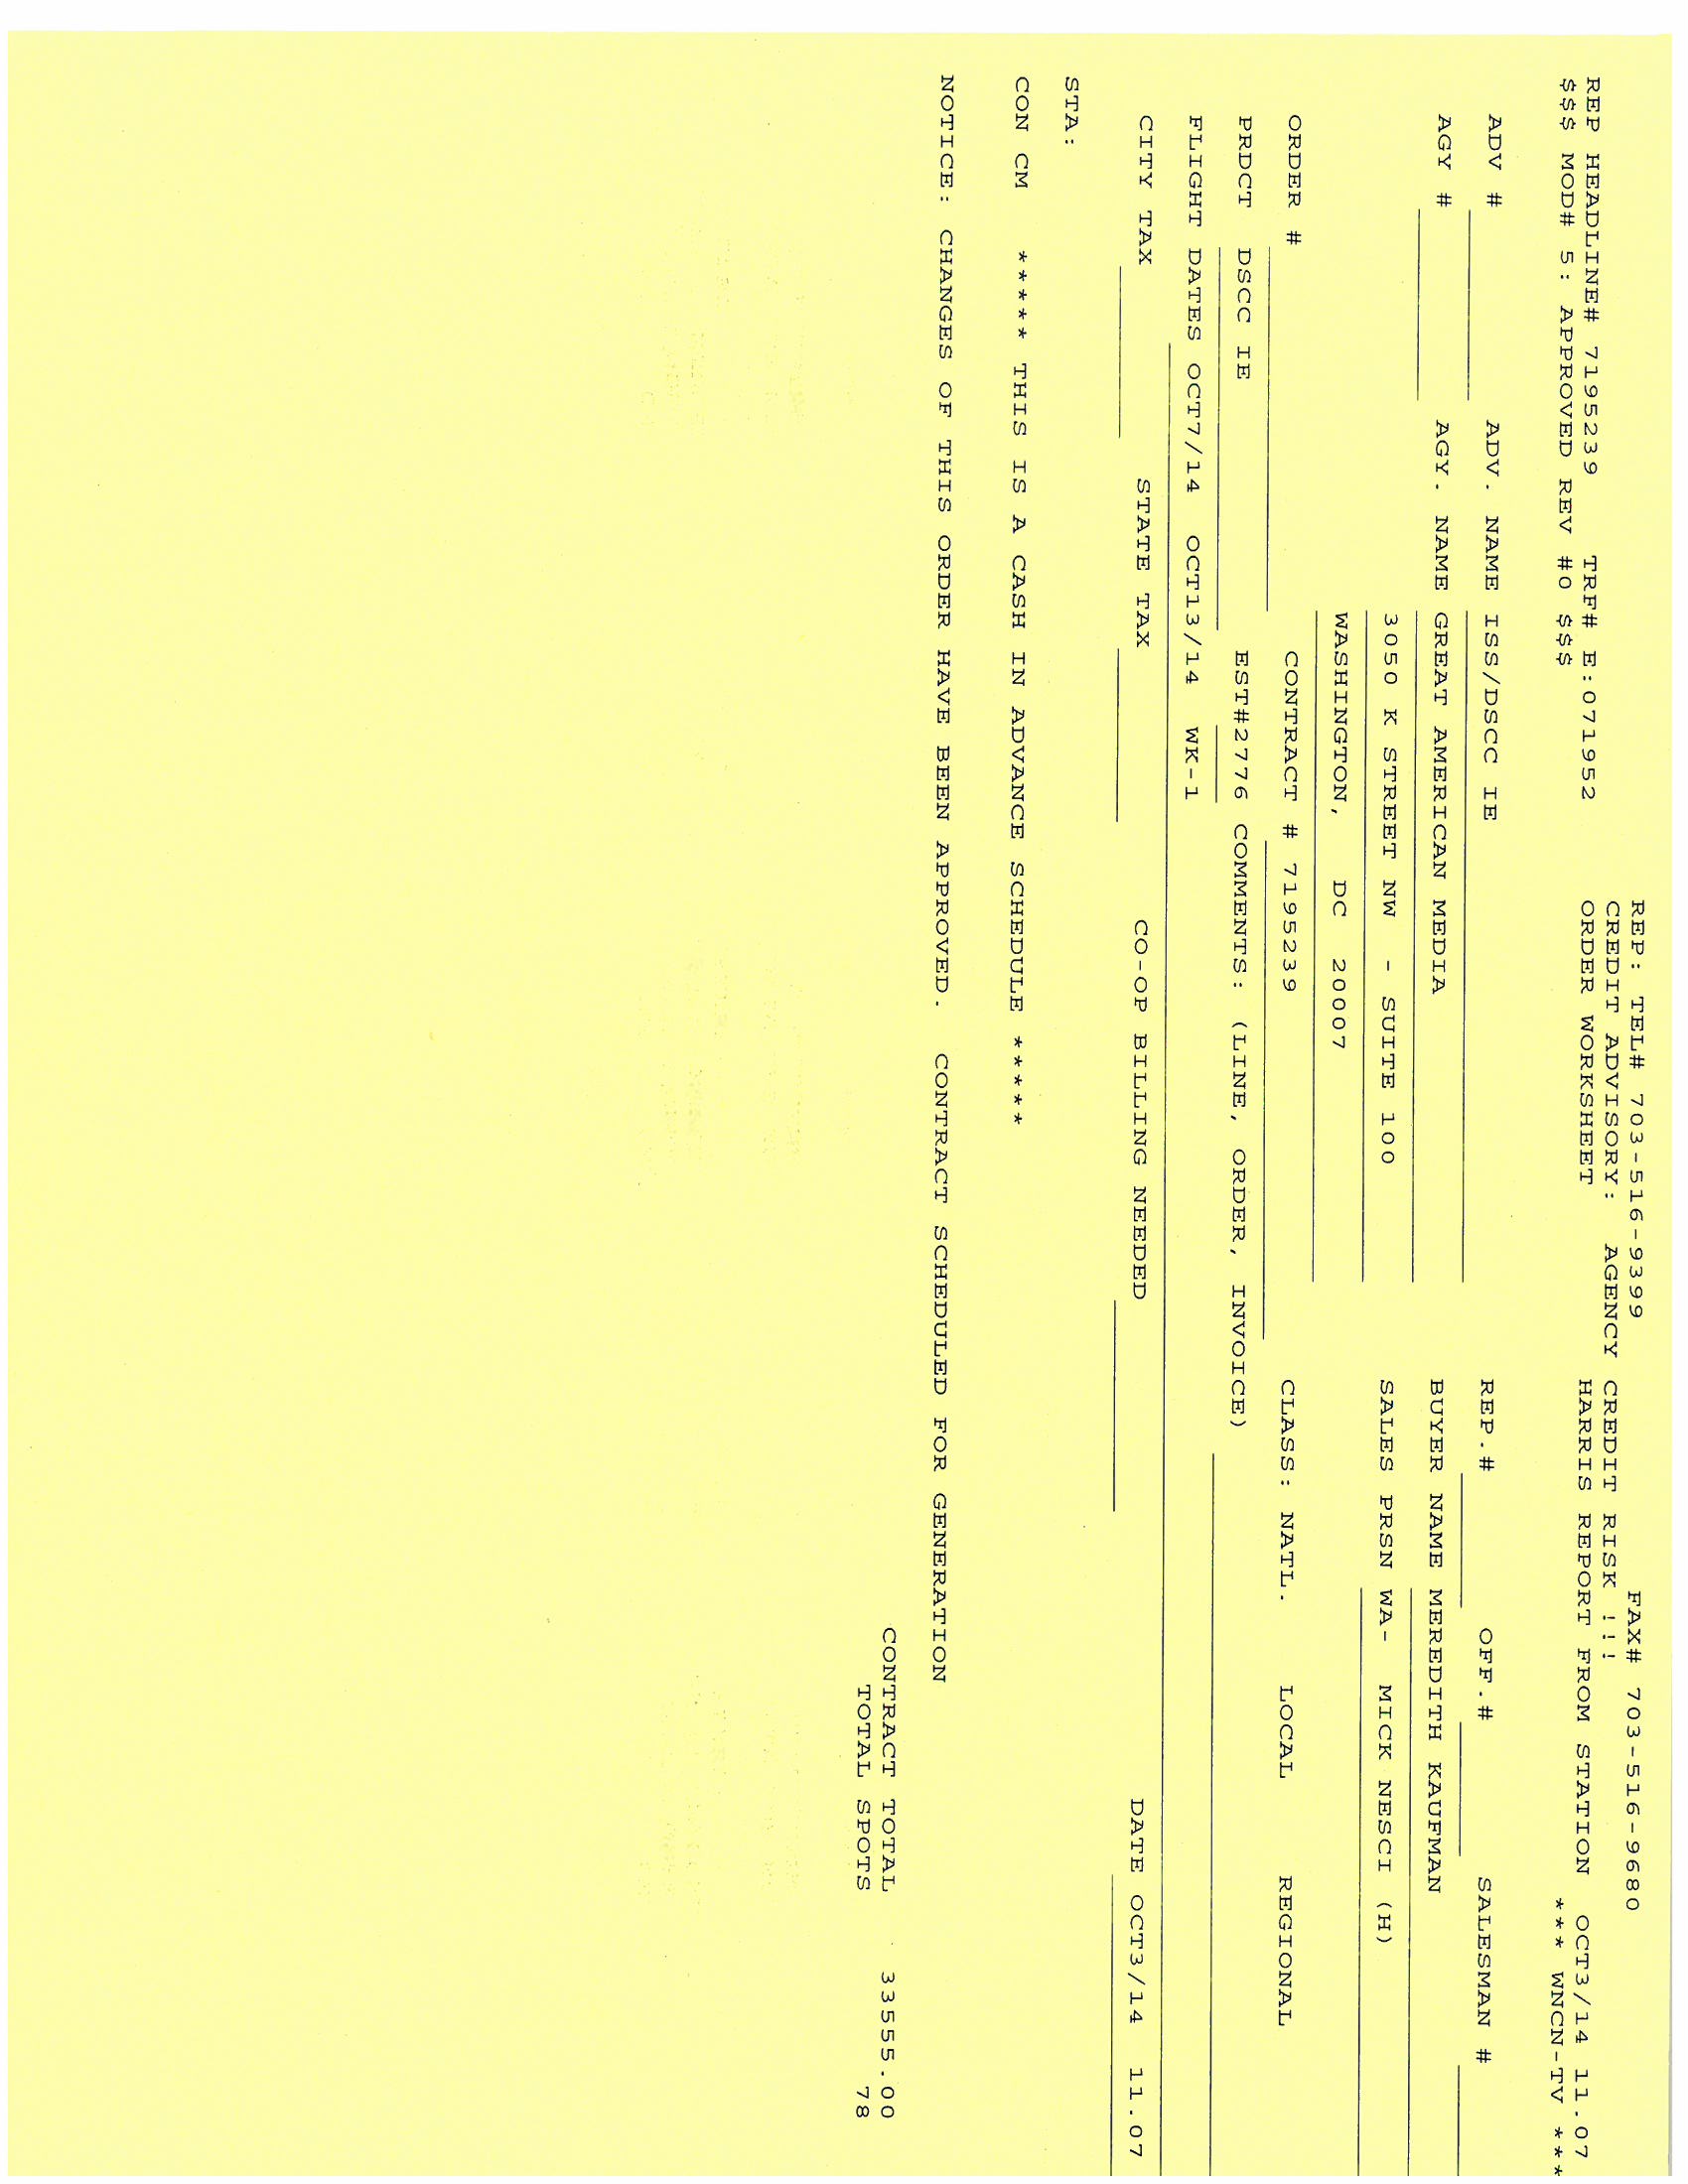 REP: TEL# 703-516-9399 FAX# 703-516-9680
CREDIT ADVISORY: AGENCY CREDIT RISK !!!
REP HEADLINE# 7195239 TRF# E:071952 ORDER WORKSHEET HARRIS REPORT FROM STATION OCT3/14 11.07
$$$ MOD# 5: APPROVED REV #0 $$$ *** WNCN-TV ***
ADV # ADV. NAME ISS/DSCC IE REP.# OFF.# SALESMAN #
AGY # AGY. NAME GREAT AMERICAN MEDIA BUYER NAME MEREDITH KAUFMAN
3050 K STREET NW - SUITE 100 SALES PRSN WA- MICK NESCI (H)
WASHINGTON, DC 20007
ORDER # CONTRACT # 7195239 CLASS: NATL. LOCAL REGIONAL
PRDCT DSCC IE EST#2776 COMMENTS: (LINE, ORDER, INVOICE)
FLIGHT DATES OCT7/14 OCT13/14 WK-1
CITY TAX STATE TAX CO-OP BILLING NEEDED DATE OCT3/14 11.07
STA:
CON CM ***** THIS IS A CASH IN ADVANCE SCHEDULE *****
NOTICE: CHANGES OF THIS ORDER HAVE BEEN APPROVED. CONTRACT SCHEDULED FOR GENERATION
CONTRACT TOTAL 33555.00
TOTAL SPOTS 78